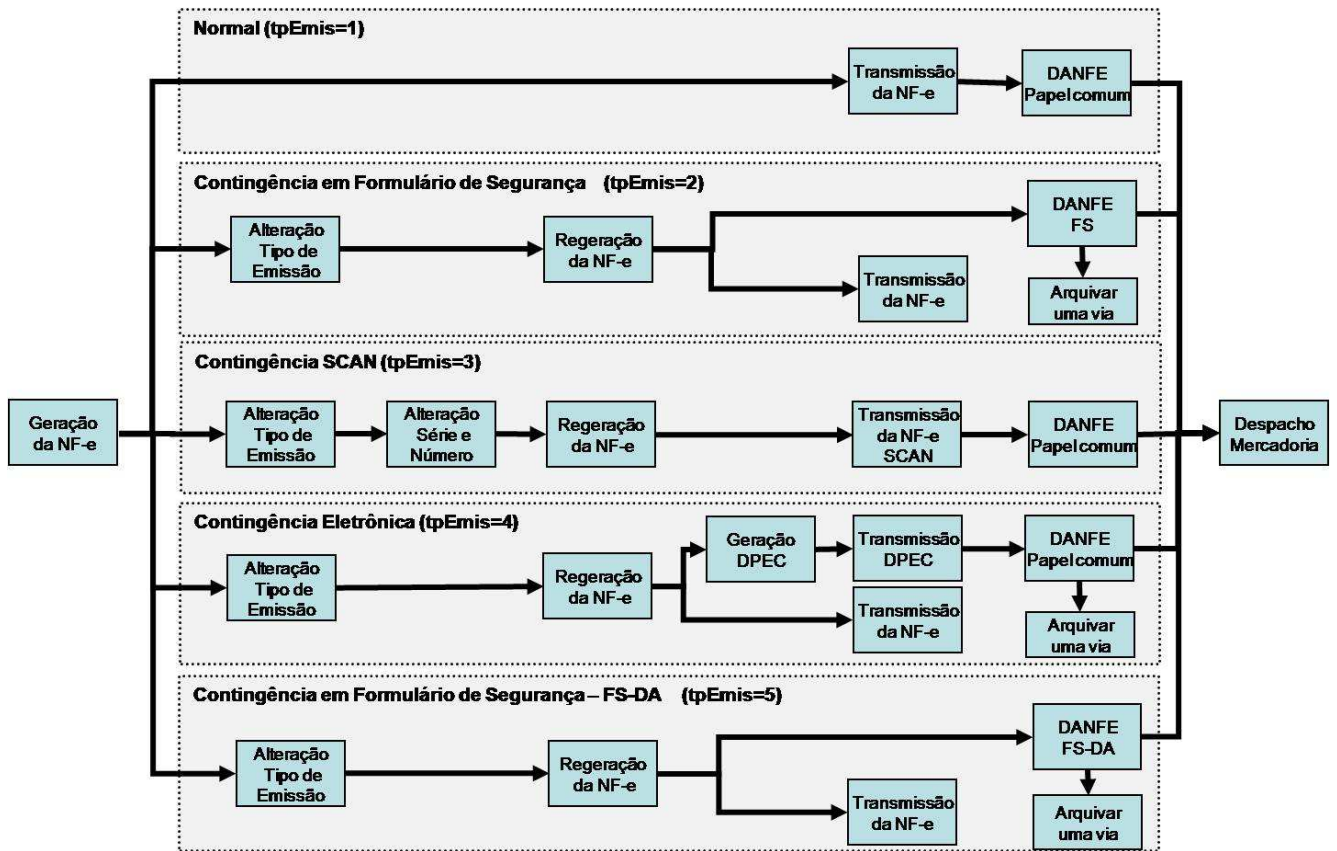 Normal (tpEmis=1)
Transmissão
da NF-e
DANFE
Papel comum
Contingência em Formulário de Segurança (tpEmis=2)
Alteração
Tipo de
Emissão
Regeração
da NF-e
DANFE
FS
Transmissão
da NF-e
Arquivar
uma via
Contingência SCAN (tpEmis=3)
Geração
da NF-e
Alteração
Tipo de
Emissão
Alteração
Série e
Número
Regeração
da NF-e
Transmissão
da NF-e
SCAN
DANFE
Papel comum
Despacho
Mercadoria
Contingência Eletrônica (tpEmis=4)
Alteração
Tipo de
Emissão
Regeração
da NF-e
Geração
DPEC
Transmissão
DPEC
DANFE
Papel comum
Transmissão
da NF-e
Arquivar
uma via
Contingência em Formulário de Segurança – FS-DA (tpEmis=5)
Alteração
Tipo de
Emissão
Regeração
da NF-e
DANFE
FS-DA
Transmissão
da NF-e
Arquivar
uma via